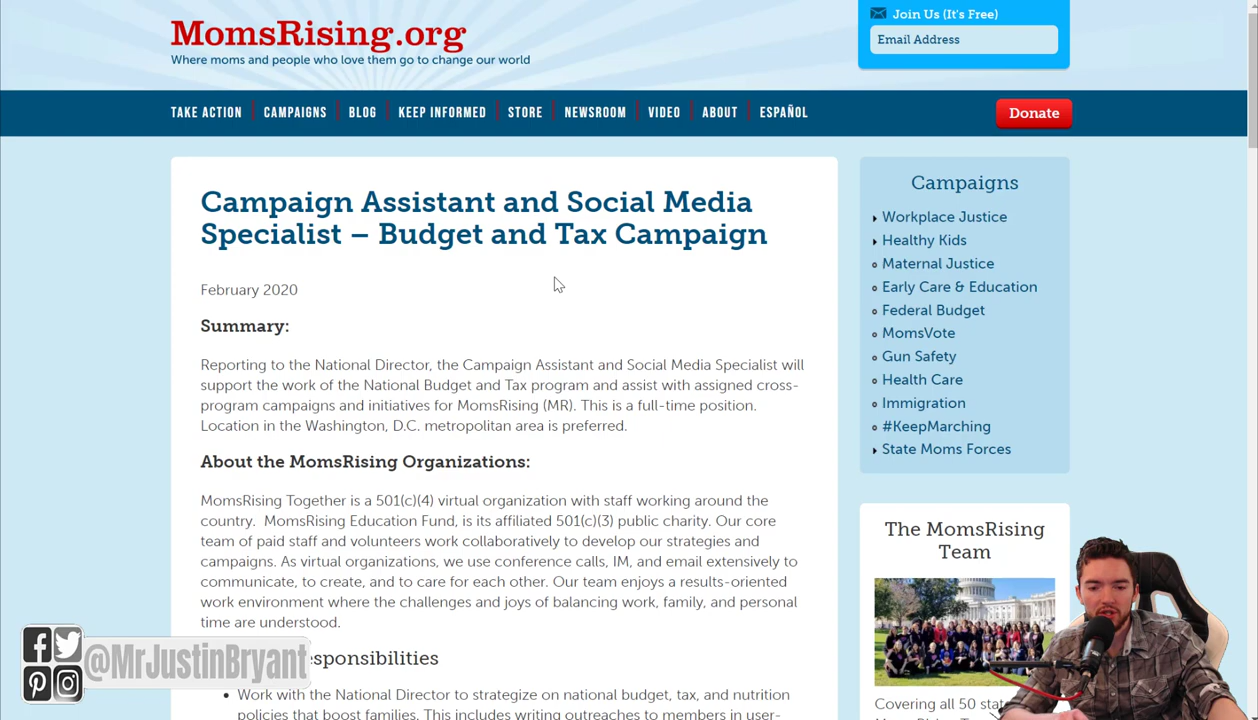 MomsRising.org
Where moms and people who love them go to change our world
Join Us (It's Free)
Email Address
TAKE ACTION
CAMPAIGNS
BLOG
KEEP INFORMED
STORE
NEWSROOM
VIDEO
ABOUT
ESPAÑOL
Donate
Campaign Assistant and Social Media
Specialist – Budget and Tax Campaign
February 2020
Summary:
Reporting to the National Director, the Campaign Assistant and Social Media Specialist will
support the work of the National Budget and Tax program and assist with assigned cross-
program campaigns and initiatives for MomsRising (MR). This is a full-time position.
Location in the Washington, D.C. metropolitan area is preferred.
About the MomsRising Organizations:
MomsRising Together is a 501(c)(4) virtual organization with staff working around the
country. MomsRising Education Fund, is its affiliated 501(c)(3) public charity. Our core
team of paid staff and volunteers work collaboratively to develop our strategies and
campaigns. As virtual organizations, we use conference calls, IM, and email extensively to
communicate, to create, and to care for each other. Our team enjoys a results-oriented
work environment where the challenges and joys of balancing work, family, and personal
time are understood.
esponsibilities
Work with the National Director to strategize on national budget, tax, and nutrition
policies that boost families. This includes writing outreaches to members in user-
Campaigns
Workplace Justice
Healthy Kids
Maternal Justice
Early Care & Education
Federal Budget
MomsVote
Gun Safety
Health Care
Immigration
#KeepMarching
State Moms Forces
The MomsRising
Team
Covering all 50
@MrJustinBryant